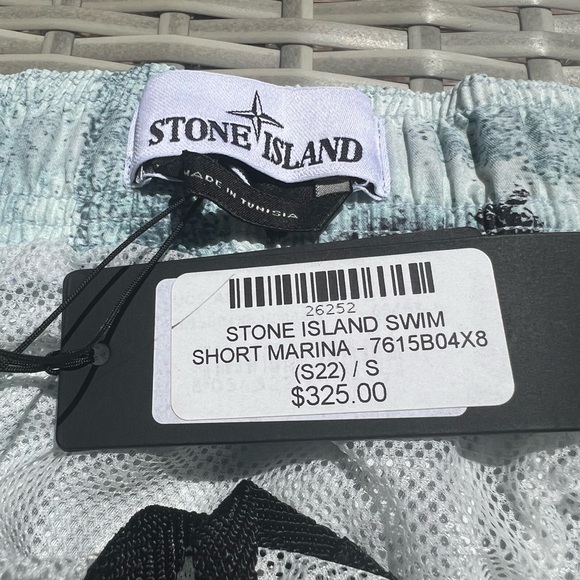 STONE ISLAND
MADE IN TUNISIA
26252
STONE ISLAND SWIM
SHORT MARINA - 7615B04X8
(S22) / S
$325.00